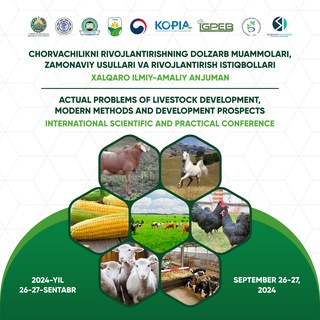 KOPIA
IGPEB
CHORVACHILIKNI RIVOJLANTIRISHNING DOLZARB MUAMMOLARI,
ZAMONAVIY USULLARI VA RIVOJLANTIRISH ISTIQBOLLARI
XALQARO ILMIY-AMALIY ANJUMAN
ACTUAL PROBLEMS OF LIVESTOCK DEVELOPMENT,
MODERN METHODS AND DEVELOPMENT PROSPECTS
INTERNATIONAL SCIENTIFIC AND PRACTICAL CONFERENCE
2024-YIL
26-27-SENTABR
SEPTEMBER 26-27,
2024